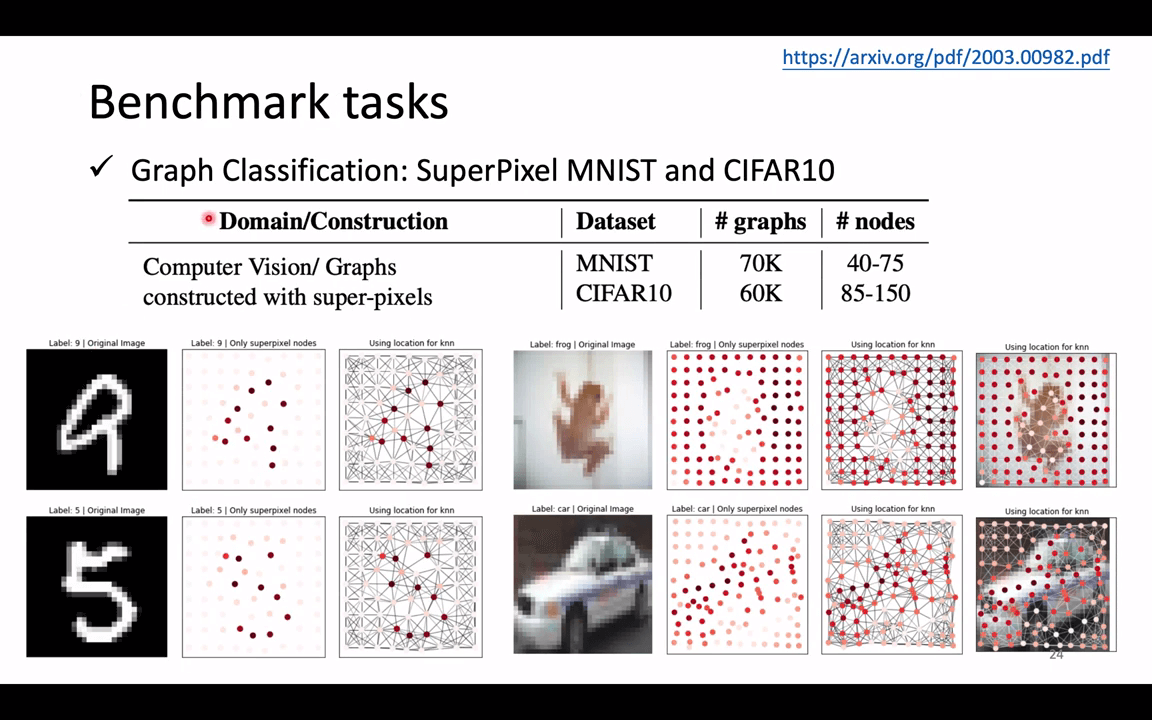 https://arxiv.org/pdf/2003.00982.pdf
Benchmark tasks
✓ Graph Classification: SuperPixel MNIST and CIFAR10
Domain/Construction Dataset # graphs # nodes
Computer Vision/ Graphs MNIST 70K 40-75
constructed with super-pixels CIFAR10 60K 85-150
Label: 9 | Original Image Label: 9 | Only superpixel nodes Using location for knn Label: frog | Original Image Label: frog | Only superpixel nodes Using location for knn Using location for knn
Label: 5 | Original Image Label: 5 | Only superpixel nodes Using location for knn Label: car | Original Image Label: car | Only superpixel nodes Using location for knn Using location for knn
24